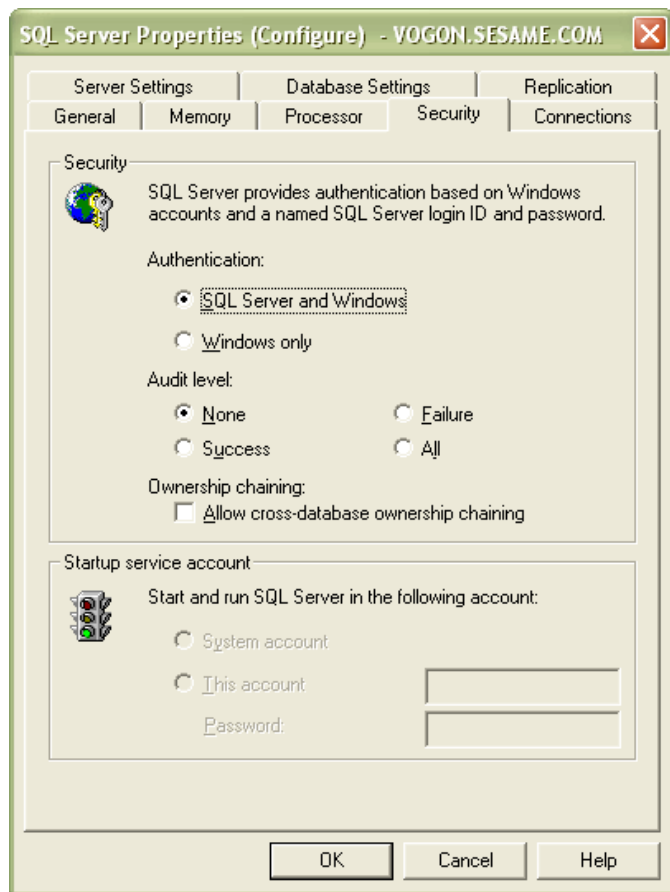 SQL Server Properties (Configure) - VOGON.SESAME.COM
Server Settings Database Settings Replication
General Memory Processor Security Connections
Security
SQL Server provides authentication based on Windows
accounts and a named SQL Server login ID and password.
Authentication:
SQL Server and Windows
Windows only
Audit level:
None Failure
Success All
Ownership chaining:
Allow cross-database ownership chaining
Startup service account
Start and run SQL Server in the following account:
System account
This account
Password:
OK Cancel Help